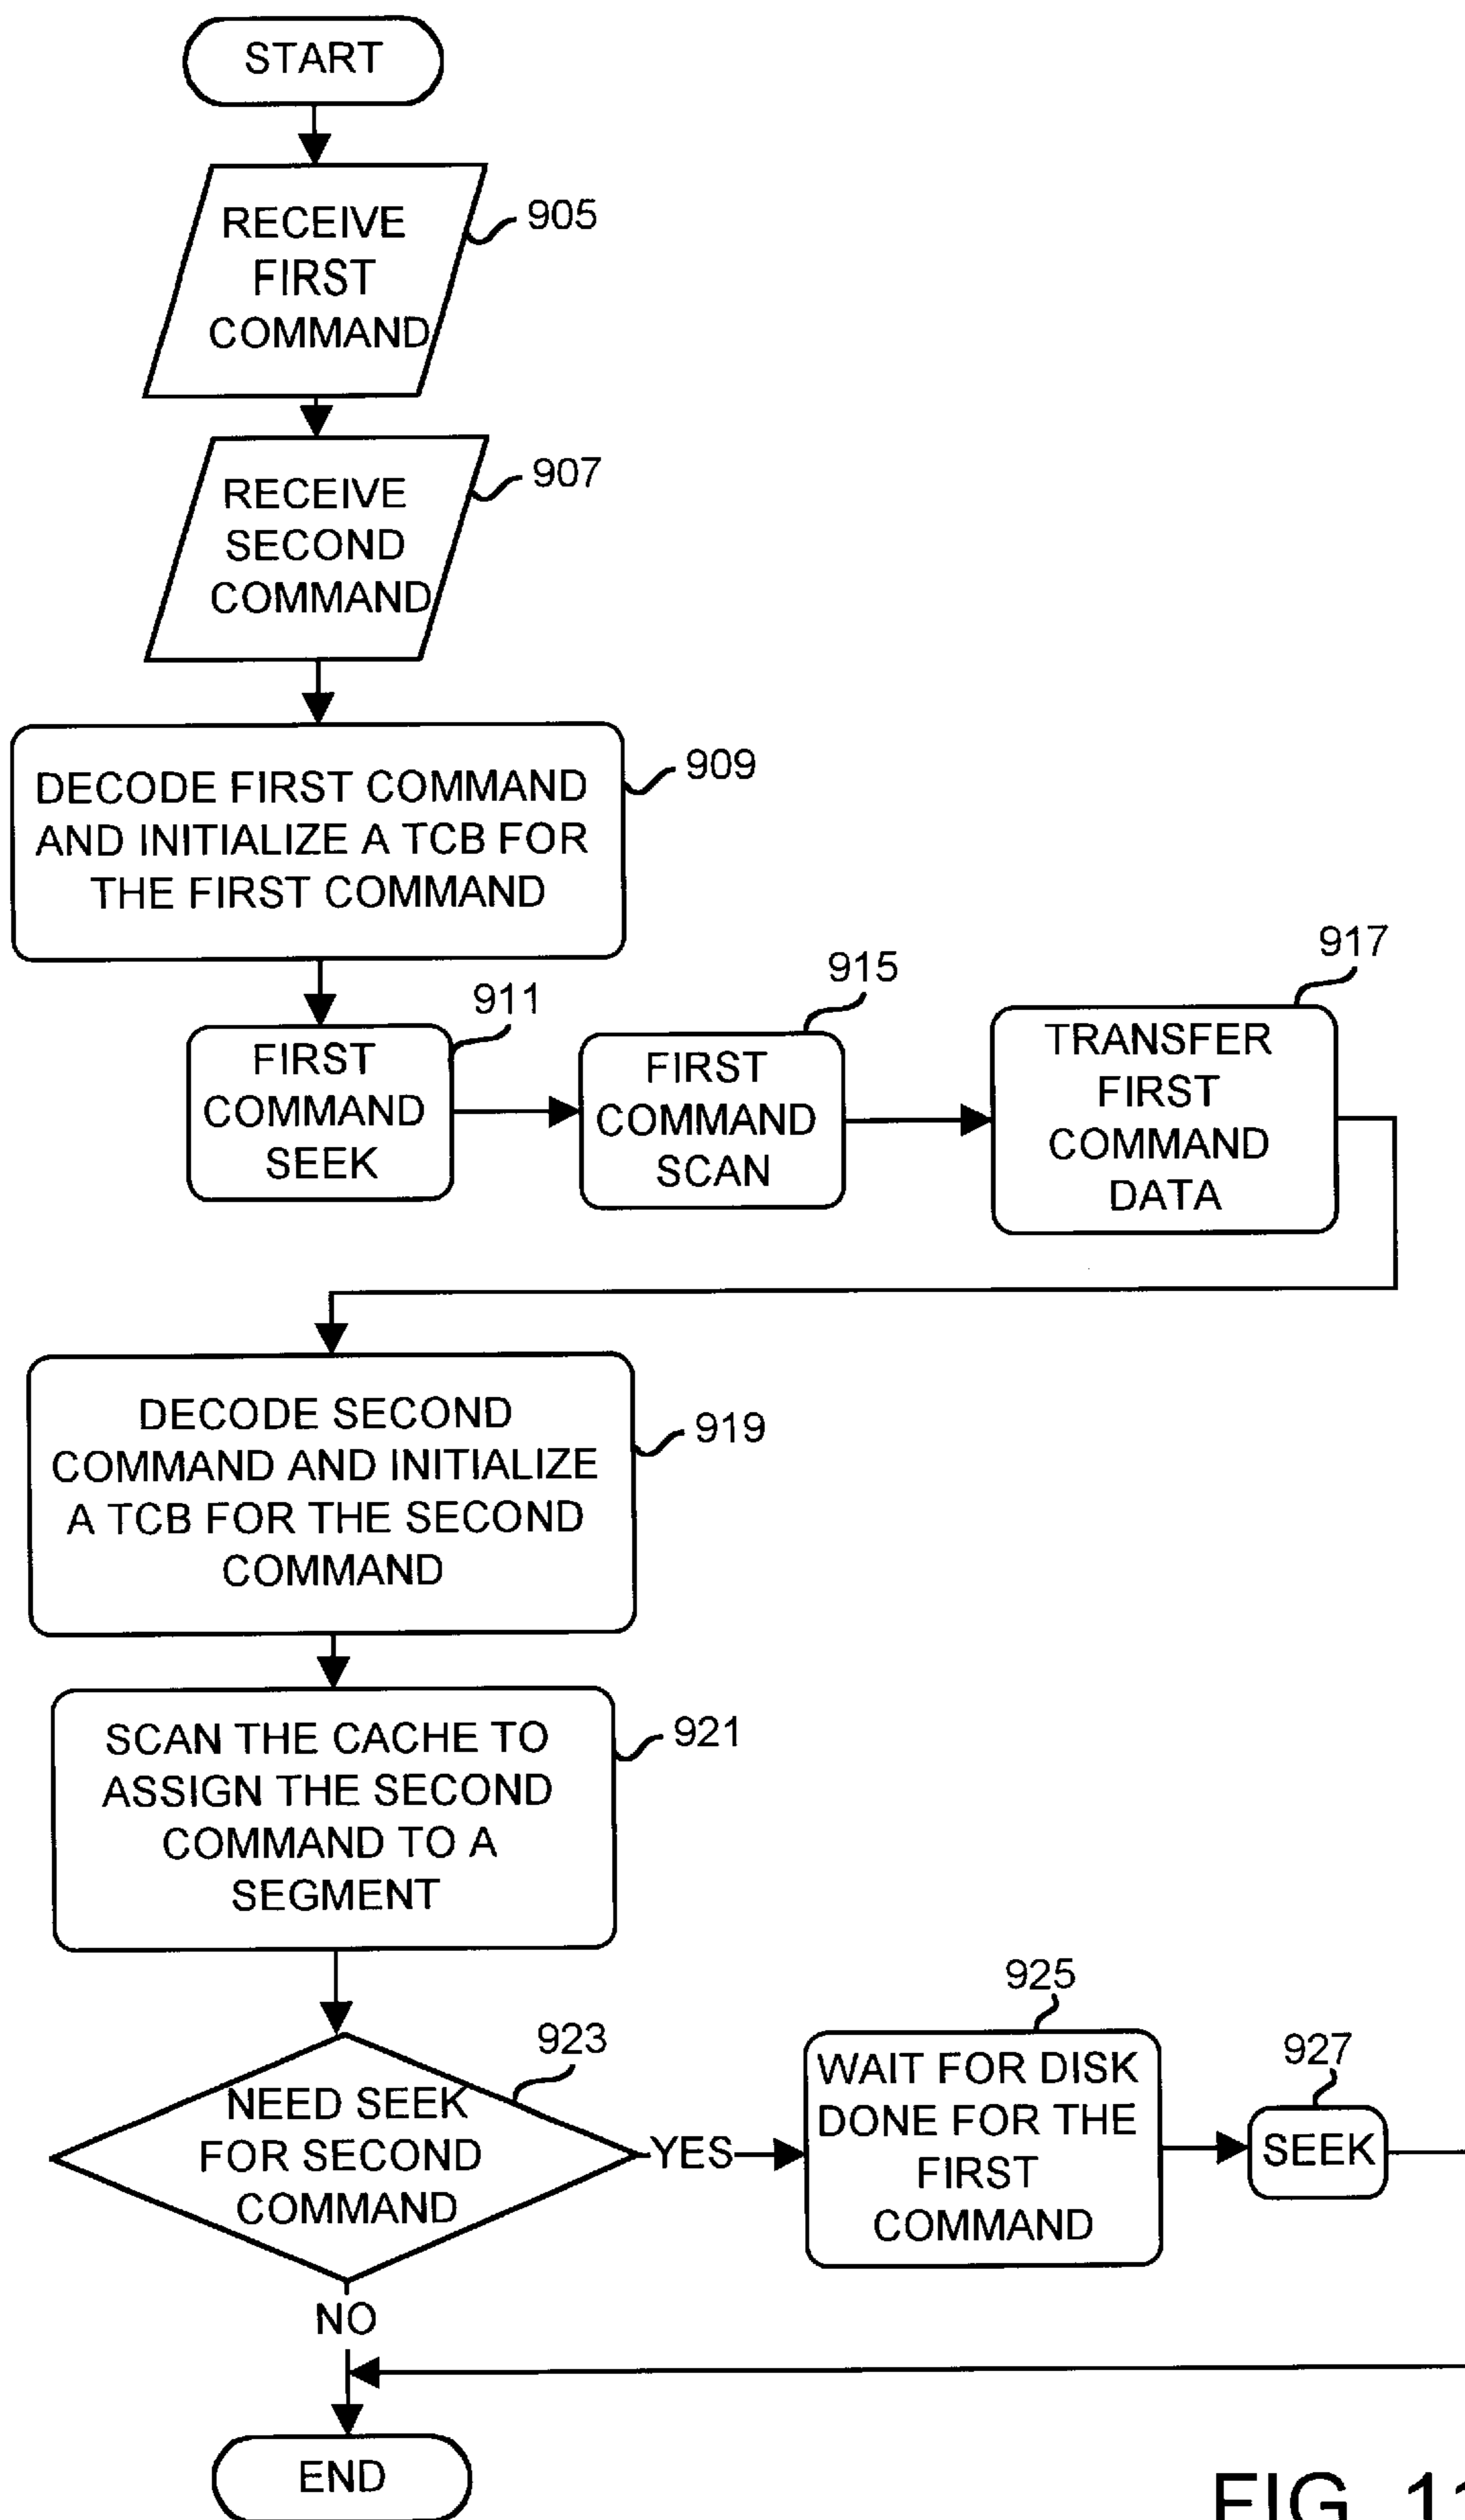 START
RECEIVE
FIRST
COMMAND
905
RECEIVE
SECOND
COMMAND
907
DECODE FIRST COMMAND
AND INITIALIZE A TCB FOR
THE FIRST COMMAND
909
FIRST
COMMAND
SEEK
911
FIRST
COMMAND
SCAN
915
TRANSFER
FIRST
COMMAND
DATA
917
DECODE SECOND
COMMAND AND INITIALIZE
A TCB FOR THE SECOND
COMMAND
919
SCAN THE CACHE TO
ASSIGN THE SECOND
COMMAND TO A
SEGMENT
921
NEED SEEK
FOR SECOND
COMMAND
923
YES
WAIT FOR DISK
DONE FOR THE
FIRST
COMMAND
925
SEEK
927
NO
END
FIG. 11